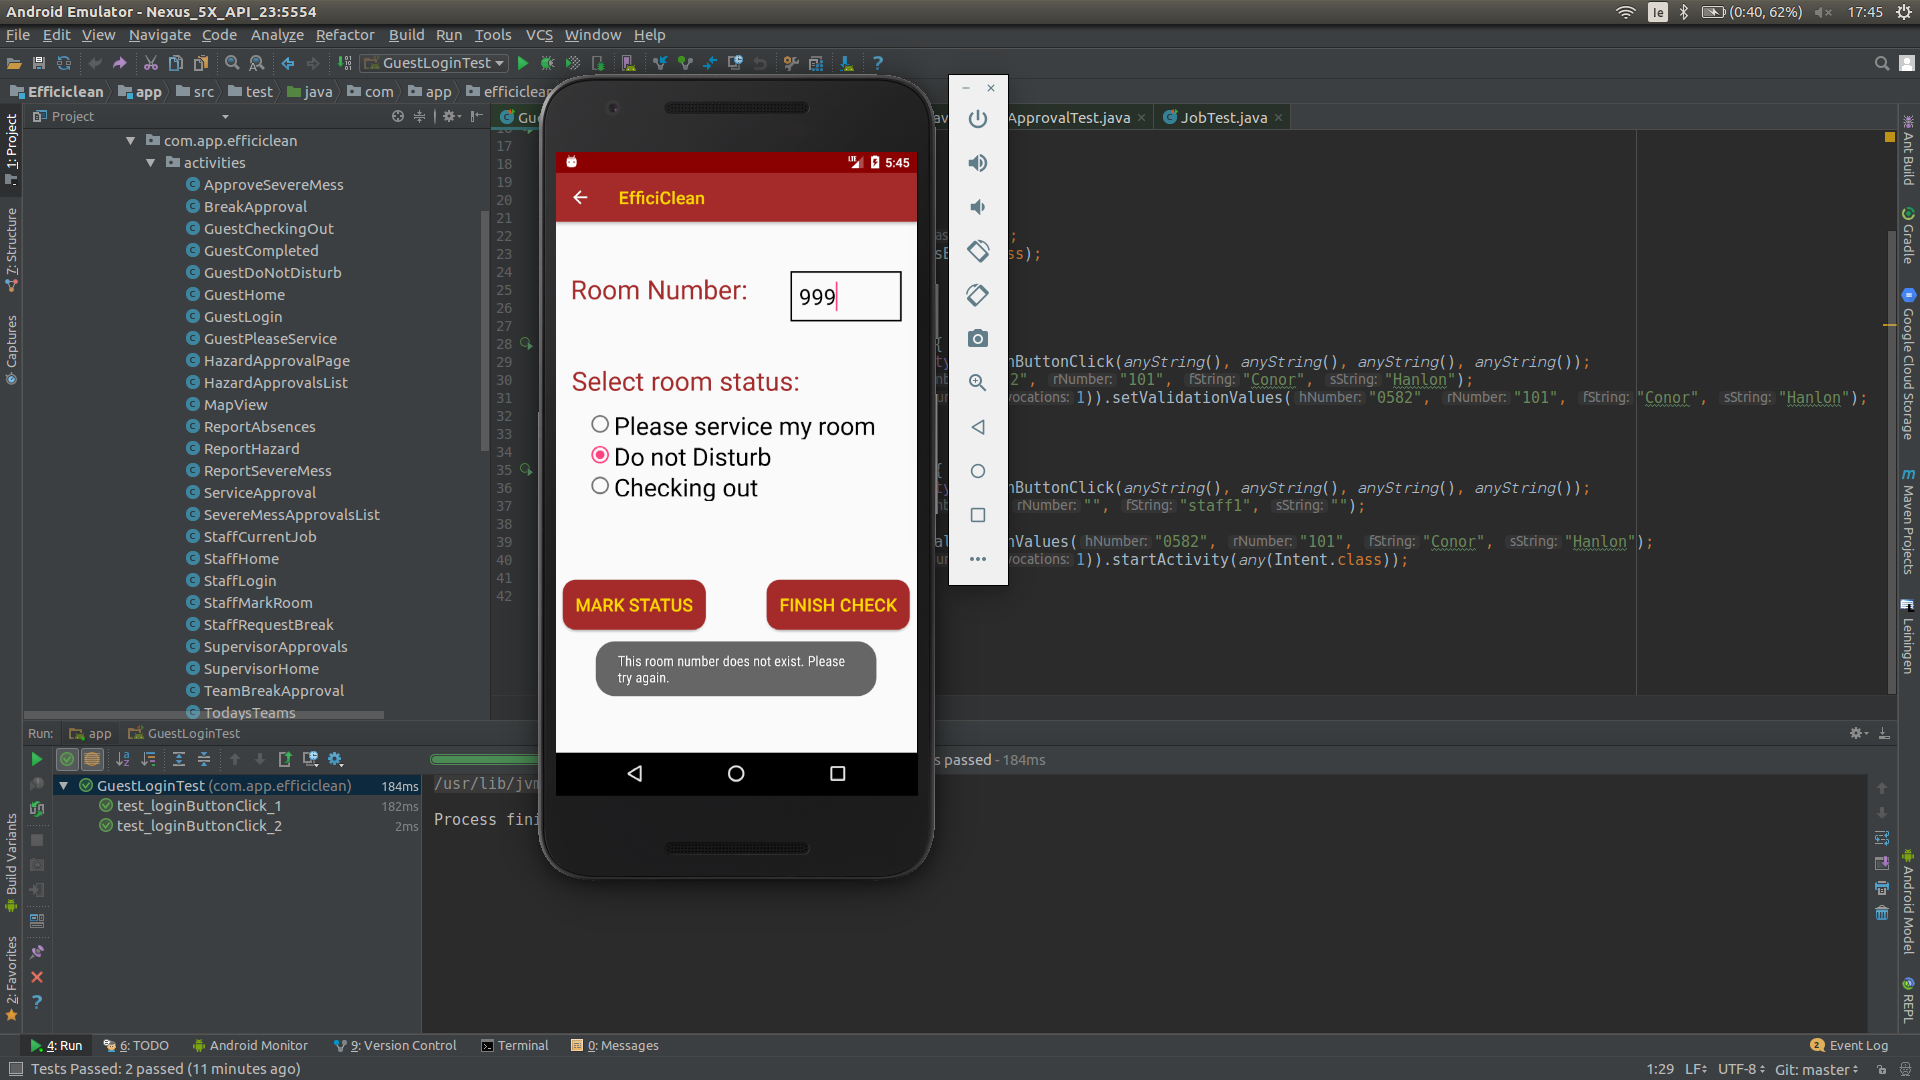 Android Emulator - Nexus_5X_API_23:5554
Ie
(0:40, 62%)
17:45
File Edit View Navigate Code Analyze Refactor Build Run Tools VCS Window Help
GuestLoginTest
Efficiclean app src test java com app efficiclean
Project
ApprovalTest.java
JobTest.java
1: Project
7: Structure
Captures
Build Variants
2: Favorites
com.app.efficiclean
activities
ApproveSevereMess
BreakApproval
GuestCheckingOut
GuestCompleted
GuestDoNotDisturb
GuestHome
GuestLogin
GuestPleaseService
HazardApprovalPage
HazardApprovalsList
MapView
ReportAbsences
ReportHazard
ReportSevereMess
ServiceApproval
SevereMessApprovalsList
StaffCurrentJob
StaffHome
StaffLogin
StaffMarkRoom
StaffRequestBreak
SupervisorApprovals
SupervisorHome
TeamBreakApproval
TodaysTeams
17
18
19
20
21
22
23
24
25
26
27
28
29
30
31
32
33
34
35
36
37
38
39
40
41
42
LTE 5:45
EfficiClean
Room Number: 999
Select room status:
Please service my room
Do not Disturb
Checking out
MARK STATUS
FINISH CHECK
This room number does not exist. Please
try again.
ss);
{
nButtonClick(anyString(), anyString(), anyString(), anyString());
2", rNumber: "101", fString: "Conor", sString: "Hanlon");
vocations: 1)).setValidationValues( hNumber: "0582", rNumber: "101", fString: "Conor", sString: "Hanlon");
{
nButtonClick(anyString(), anyString(), anyString(), anyString());
rNumber: "", fString: "staff1", sString: "");
nValues( hNumber: "0582", rNumber: "101", fString: "Conor", sString: "Hanlon");
vocations: 1)).startActivity(any(Intent.class));
Ant Build
Gradle
Google Cloud Storage
Maven Projects
Leiningen
Android Model
REPL
Run: app GuestLoginTest
s passed - 184ms
GuestLoginTest (com.app.efficiclean) 184ms
test_loginButtonClick_1 182ms
test_loginButtonClick_2 2ms
/usr/lib/jvm
Process fini
4: Run 6: TODO Android Monitor 9: Version Control Terminal 0: Messages
2 Event Log
Tests Passed: 2 passed (11 minutes ago)
1:29 LF UTF-8 Git: master